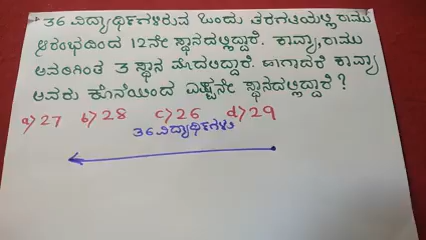 36 ವಿದ್ಯಾರ್ಥಿಗಳಿರುವ ಒಂದು ತರಗತಿಯಲ್ಲಿ ರಾಮು
ಆರಂಭದಿಂದ 12ನೇ ಸ್ಥಾನದಲ್ಲಿದ್ದಾರೆ. ಕಾವ್ಯಾ, ರಾಮು
ಅವರಿಗಿಂತ 3 ಸ್ಥಾನ ಮೊದಲಿದ್ದಾರೆ. ಹಾಗಾದರೆ ಕಾವ್ಯಾ
ಅವರು ಕೊನೆಯಿಂದ ಎಷ್ಟನೇ ಸ್ಥಾನದಲ್ಲಿದ್ದಾರೆ?
a) 27 b) 28 c) 26 d) 29
36 ವಿದ್ಯಾರ್ಥಿಗಳು